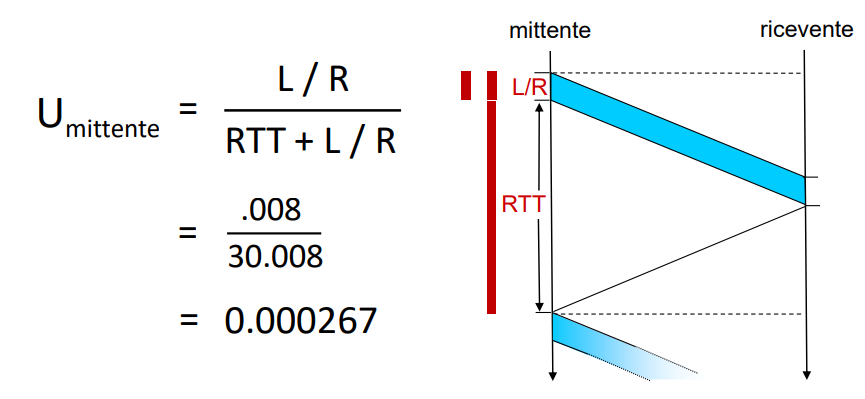 mittente ricevente
U mittente = L / R
RTT + L / R
= .008
30.008
= 0.000267
L/R
RTT